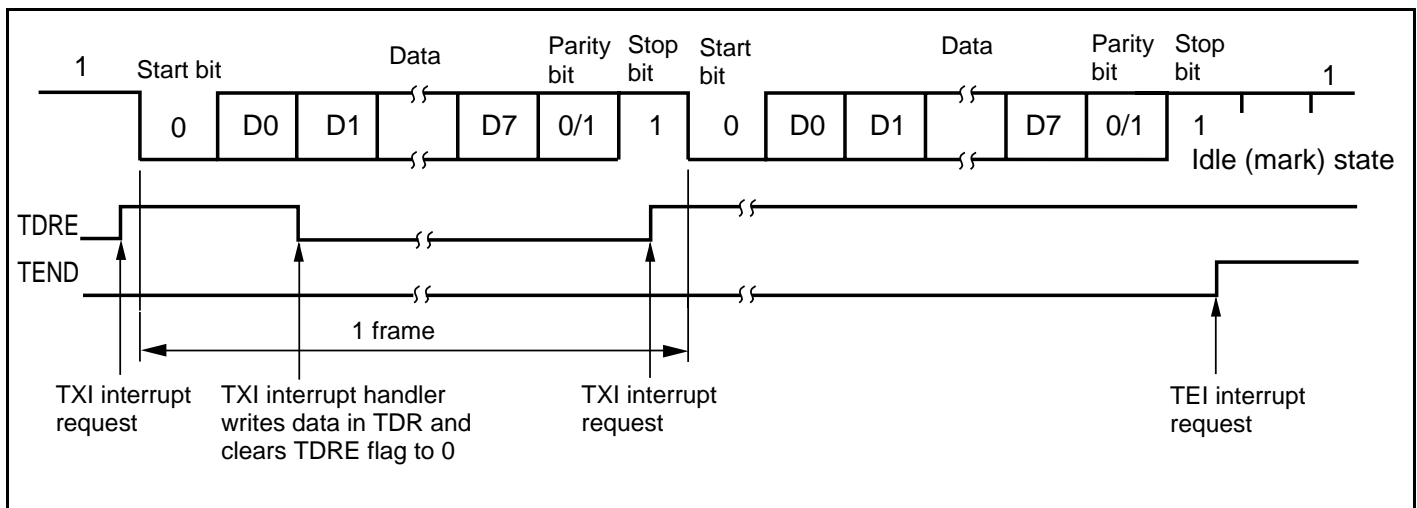 1
Start bit
Data
Parity
bit
Stop
bit
Start
bit
Data
Parity
bit
Stop
bit
1
0
D0
D1
D7
0/1
1
0
D0
D1
D7
0/1
1
Idle (mark) state
TDRE
TEND
1 frame
TXI interrupt
request
TXI interrupt handler
writes data in TDR and
clears TDRE flag to 0
TXI interrupt
request
TEI interrupt
request